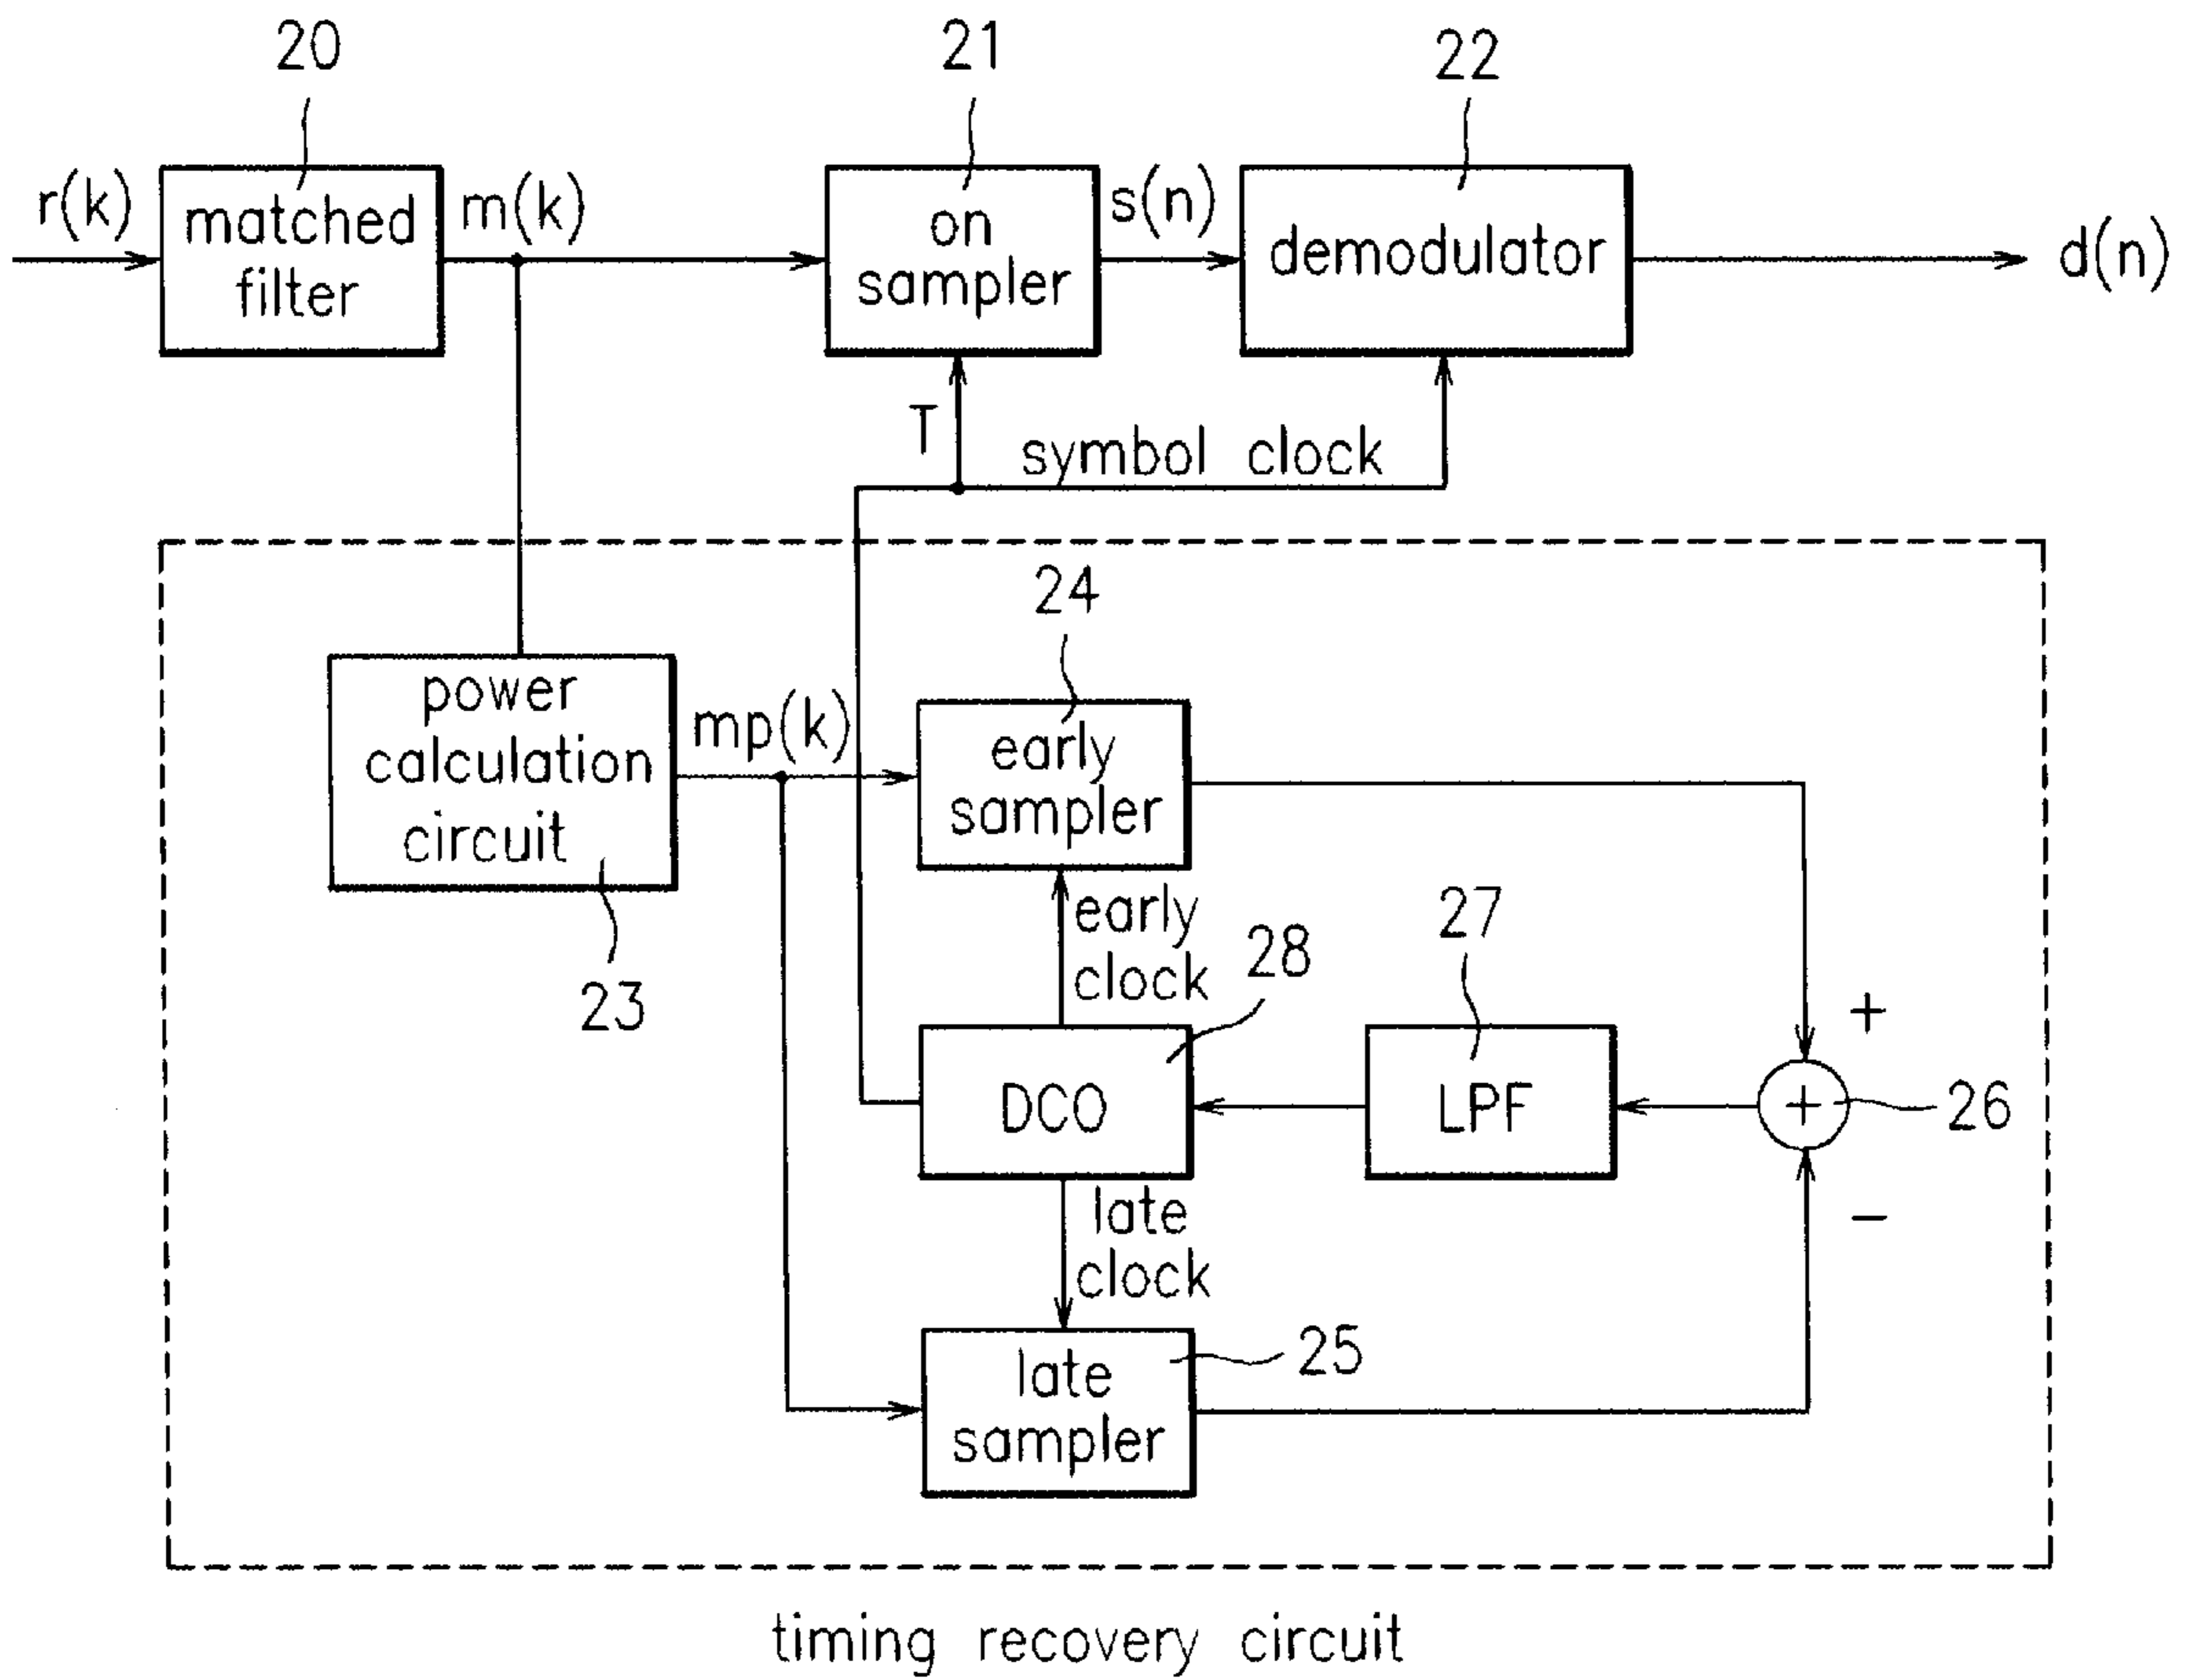 20
21
22
r(k)
matched
filter
m(k)
on
sampler
s(n)
demodulator
d(n)
T
symbol clock
24
power
calculation
circuit
23
mp(k)
early
sampler
early
clock
28
27
DCO
LPF
+
+
26
−
late
clock
late
sampler
25
timing recovery circuit